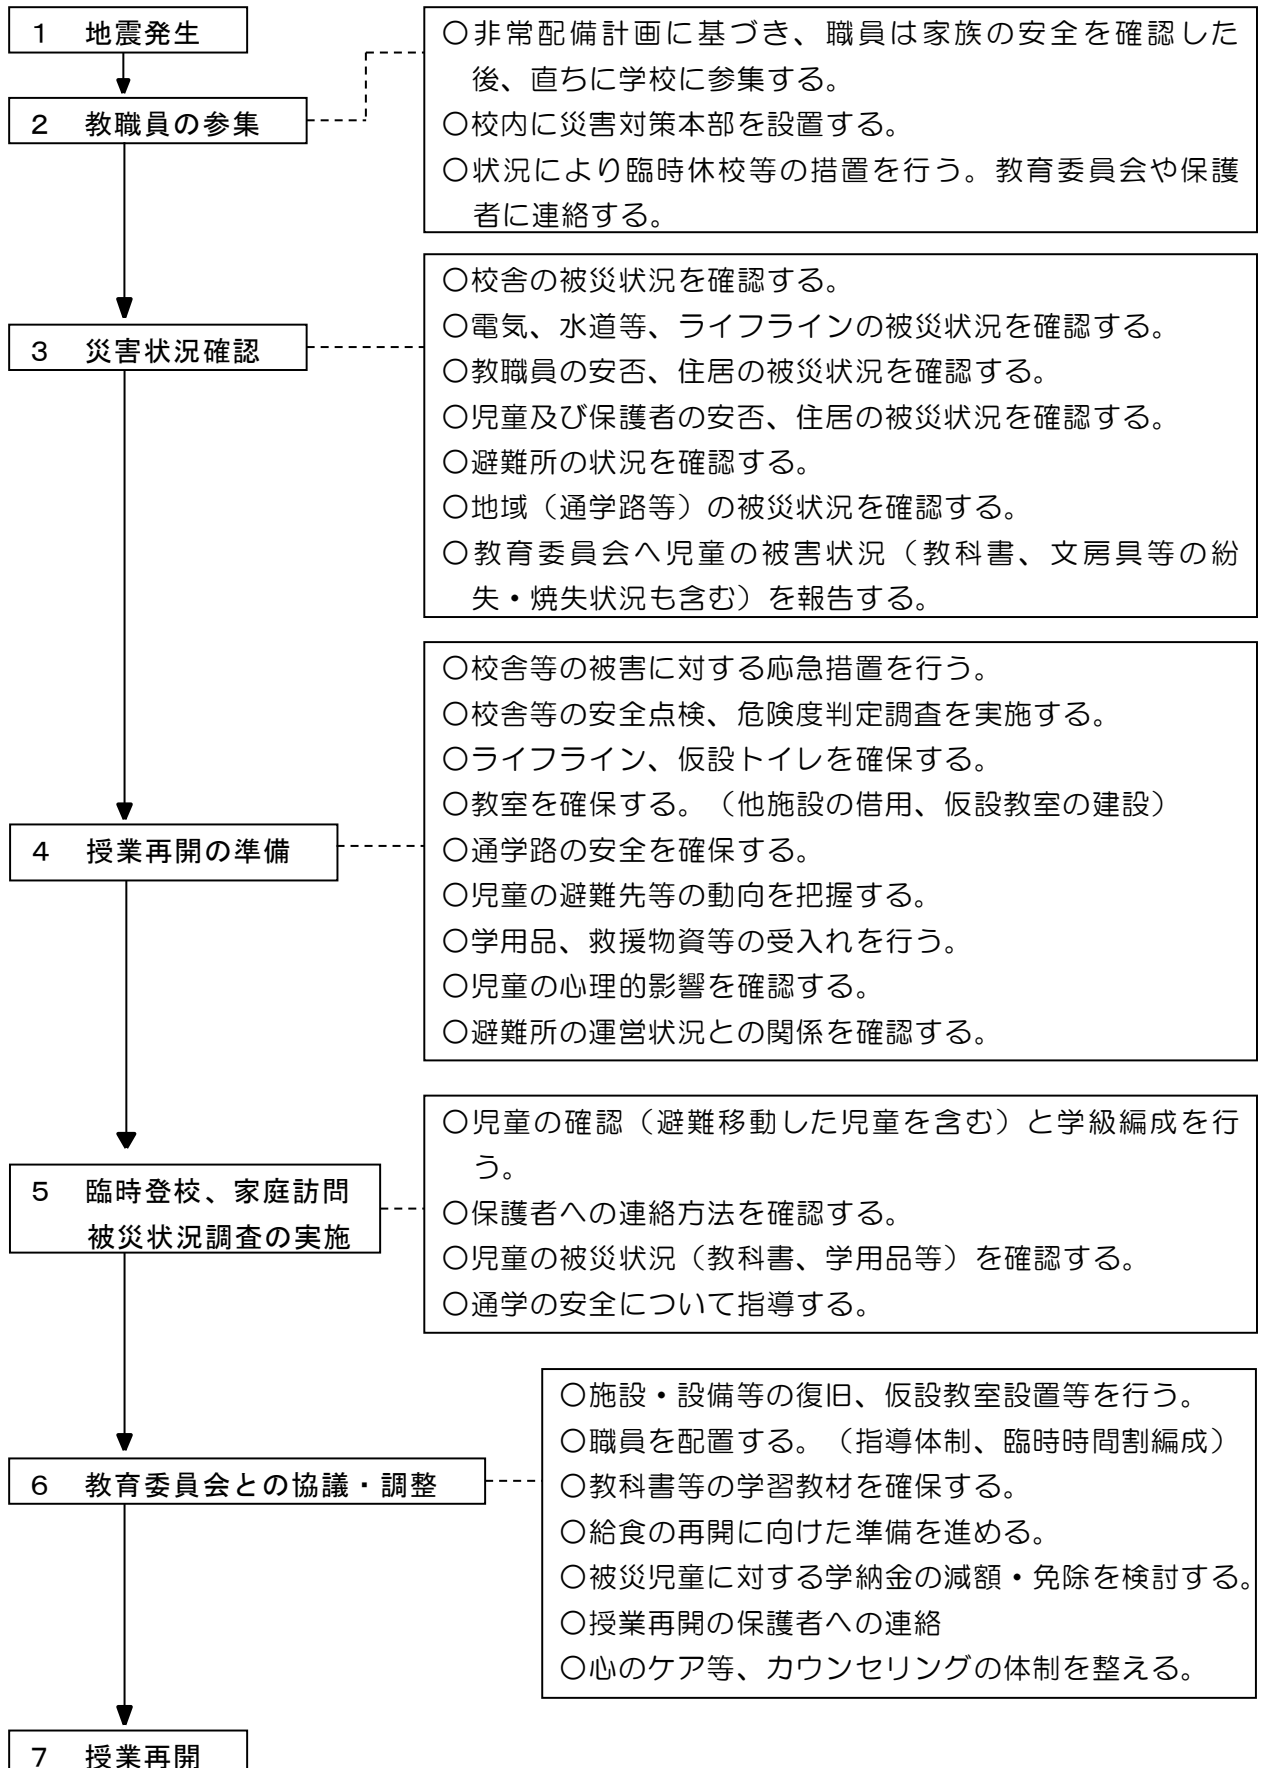 １　地震発生
○非常配備計画に基づき、職員は家族の安全を確認した
後、直ちに学校に参集する。
○校内に災害対策本部を設置する。
○状況により臨時休校等の措置を行う。教育委員会や保護
者に連絡する。
２　教職員の参集
○校舎の被災状況を確認する。
○電気、水道等、ライフラインの被災状況を確認する。
○教職員の安否、住居の被災状況を確認する。
○児童及び保護者の安否、住居の被災状況を確認する。
○避難所の状況を確認する。
○地域（通学路等）の被災状況を確認する。
○教育委員会へ児童の被害状況（教科書、文房具等の紛
失・焼失状況も含む）を報告する。
３　災害状況確認
○校舎等の被害に対する応急措置を行う。
○校舎等の安全点検、危険度判定調査を実施する。
○ライフライン、仮設トイレを確保する。
○教室を確保する。（他施設の借用、仮設教室の建設）
○通学路の安全を確保する。
○児童の避難先等の動向を把握する。
○学用品、救援物資等の受入れを行う。
○児童の心理的影響を確認する。
○避難所の運営状況との関係を確認する。
４　授業再開の準備
○児童の確認（避難移動した児童を含む）と学級編成を行
う。
○保護者への連絡方法を確認する。
○児童の被災状況（教科書、学用品等）を確認する。
○通学の安全について指導する。
５　臨時登校、家庭訪問
被災状況調査の実施
○施設・設備等の復旧、仮設教室設置等を行う。
○職員を配置する。（指導体制、臨時時間割編成）
○教科書等の学習教材を確保する。
○給食の再開に向けた準備を進める。
○被災児童に対する学納金の減額・免除を検討する。
○授業再開の保護者への連絡
○心のケア等、カウンセリングの体制を整える。
６　教育委員会との協議・調整
７　授業再開